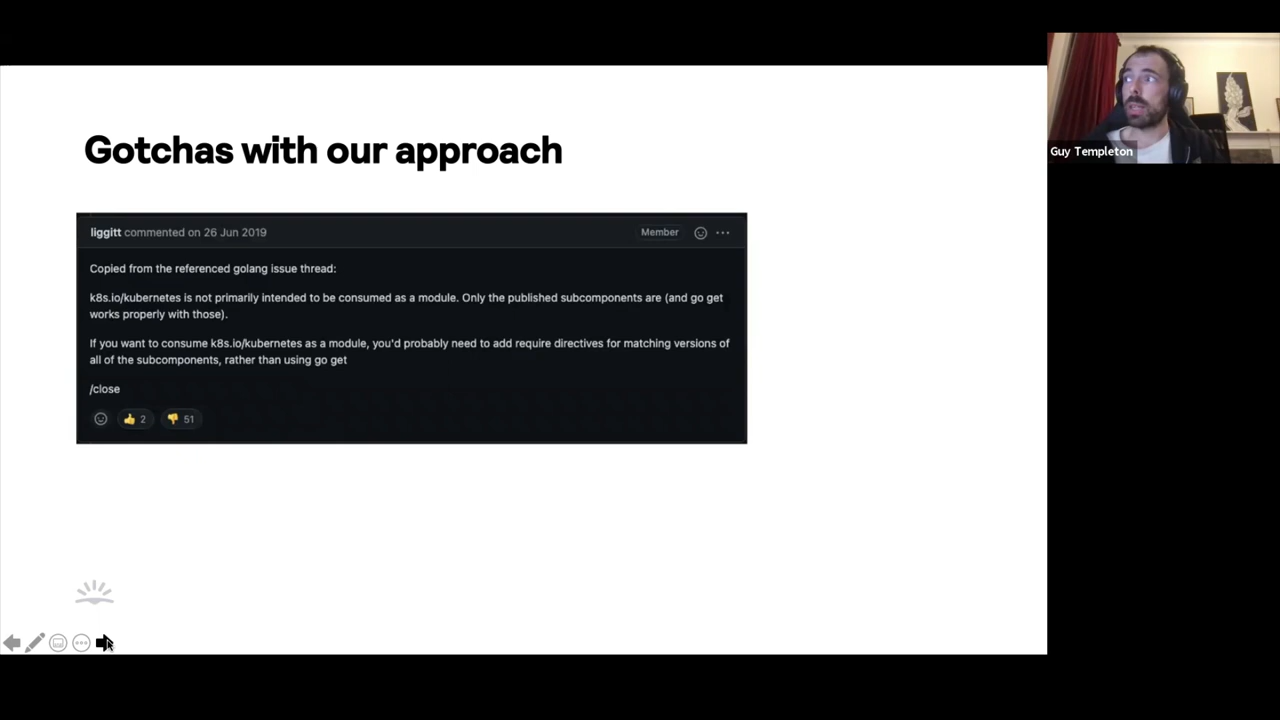 Gotchas with our approach
liggitt commented on 26 Jun 2019
Member
Copied from the referenced golang issue thread:
k8s.io/kubernetes is not primarily intended to be consumed as a module. Only the published subcomponents are (and go get
works properly with those).
If you want to consume k8s.io/kubernetes as a module, you'd probably need to add require directives for matching versions of
all of the subcomponents, rather than using go get
/close
👍 2
👎 51
Guy Templeton